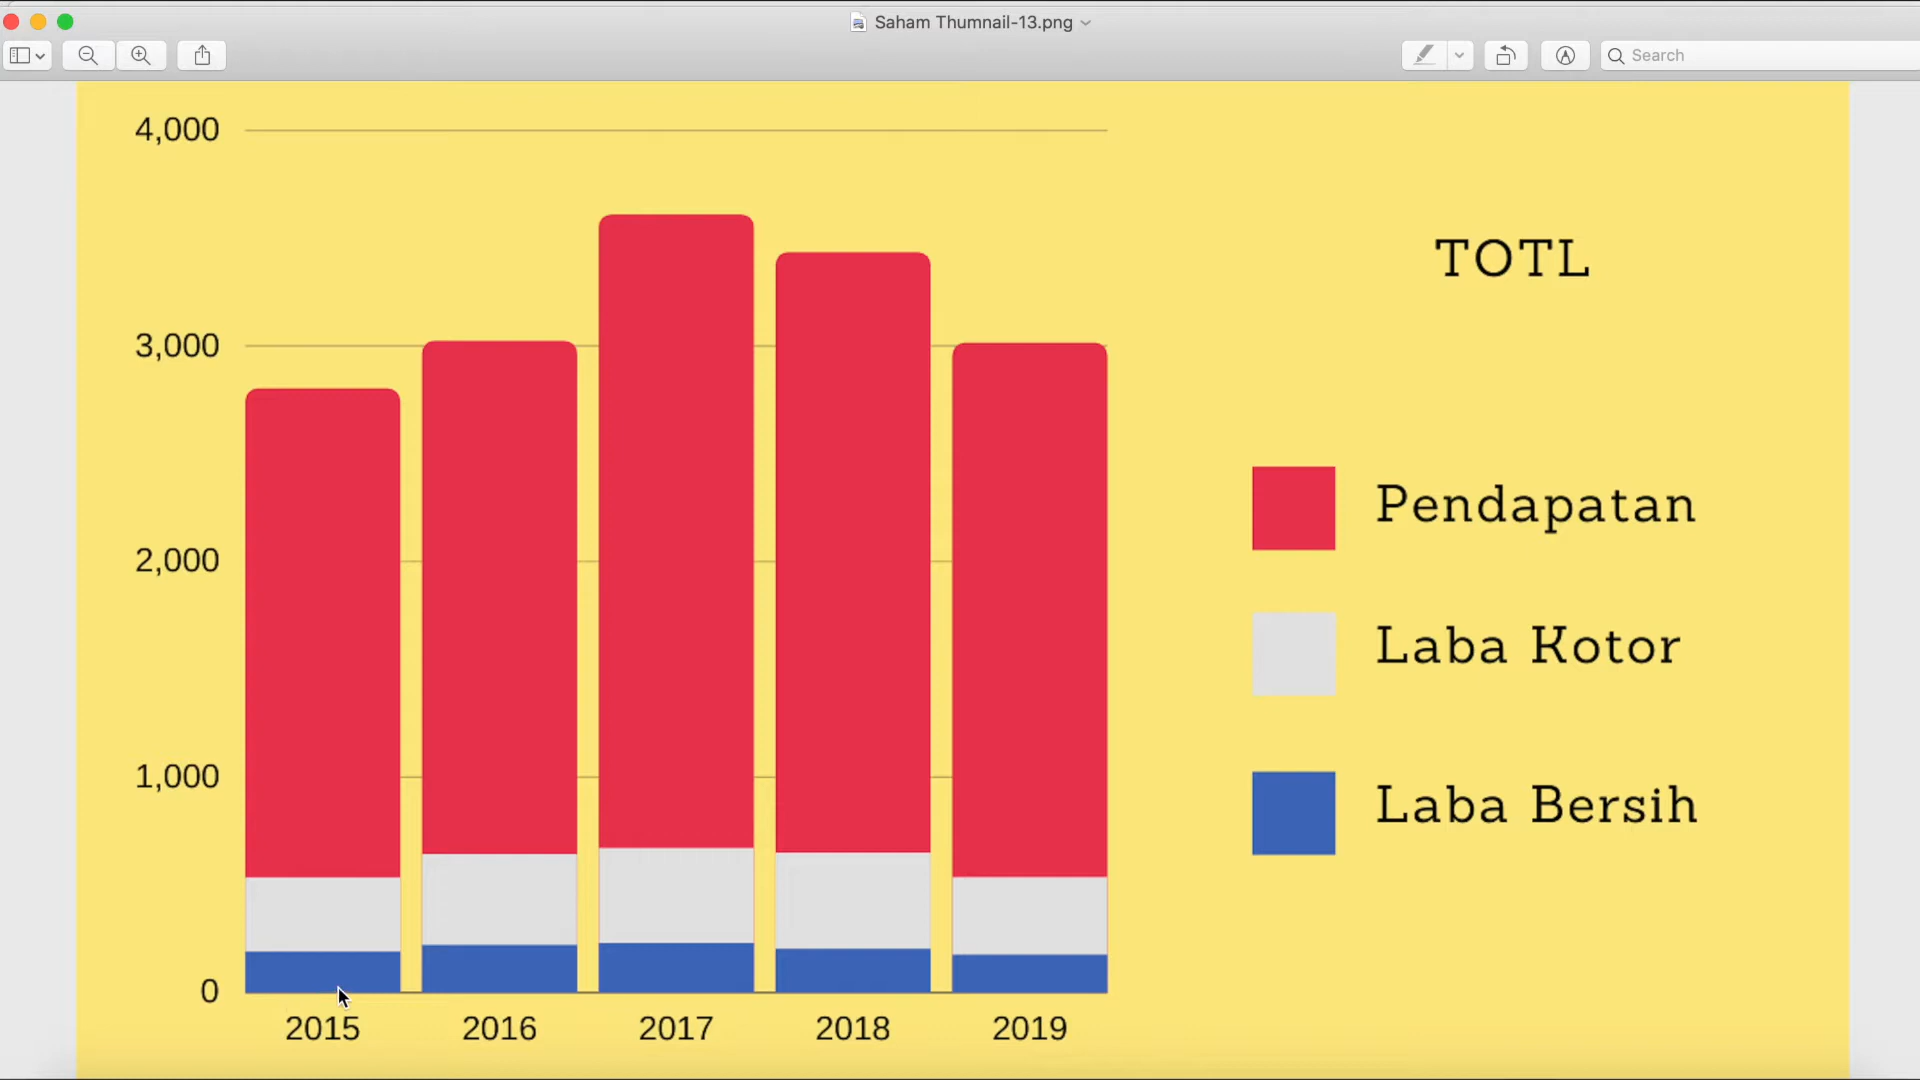 Saham Thumnail-13.png
Search
4,000
3,000
2,000
1,000
0
2015 2016 2017 2018 2019
TOTL
Pendapatan
Laba Kotor
Laba Bersih